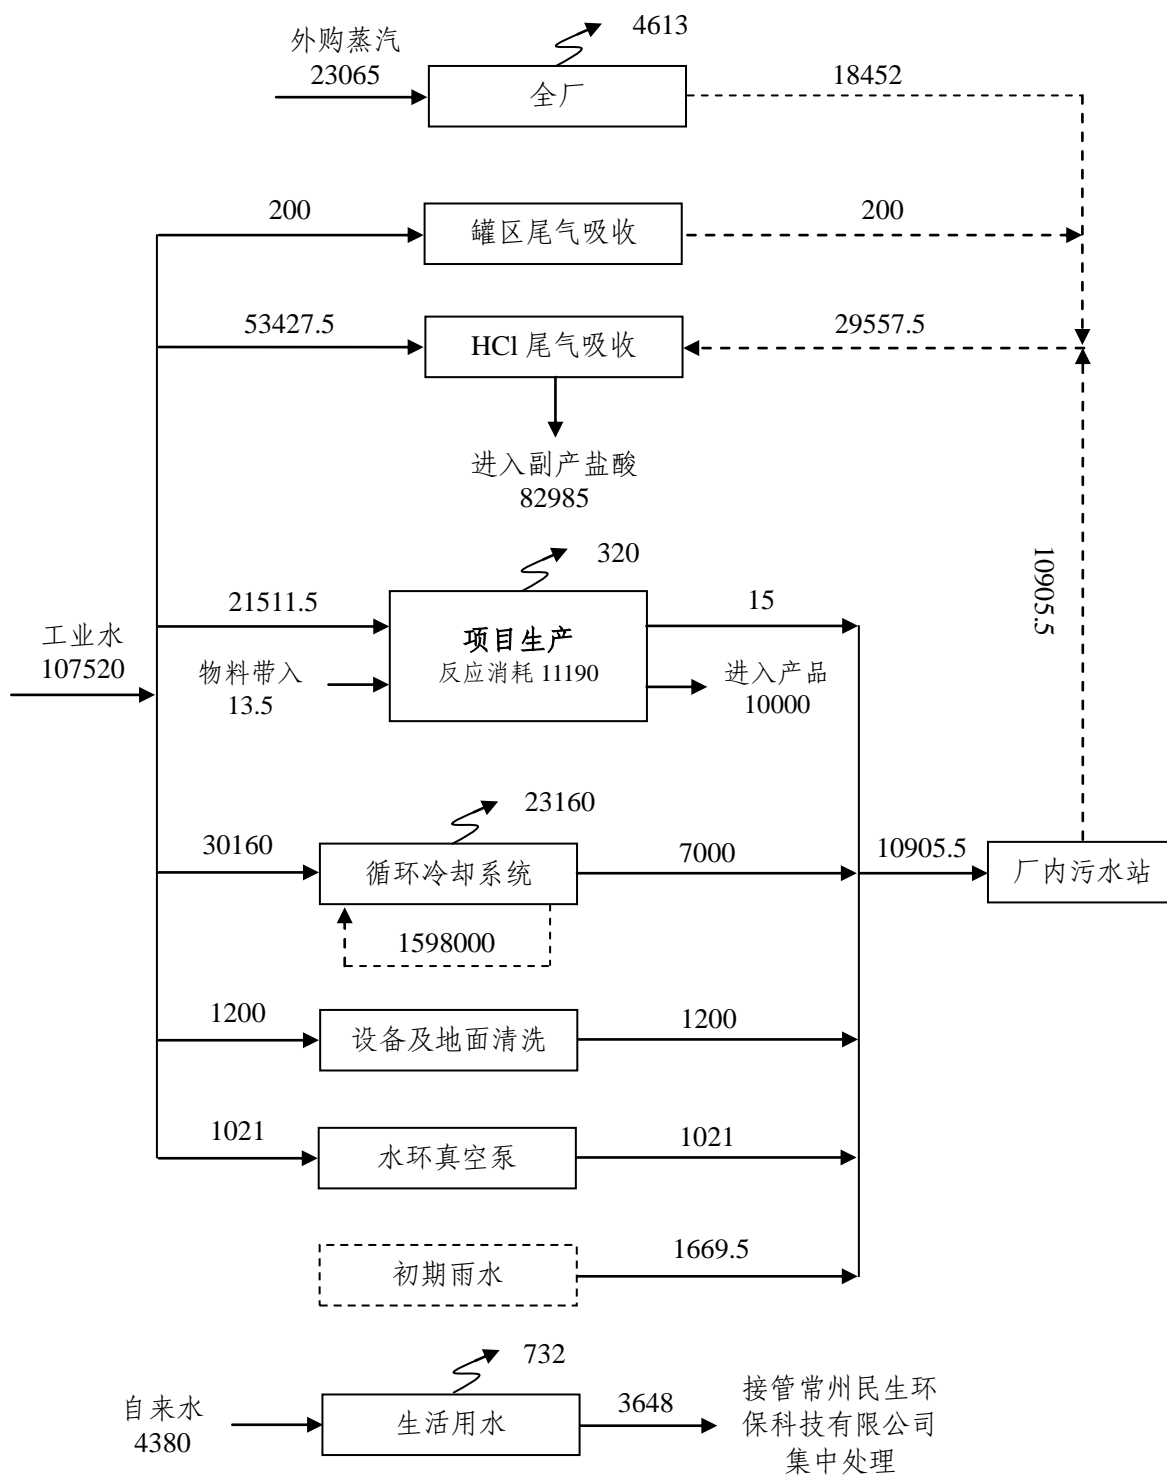 外购蒸汽
23065
全厂
4613
18452
200
罐区尾气吸收
200
53427.5
HCl 尾气吸收
29557.5
进入副产盐酸
82985
320
21511.5
项目生产
反应消耗 11190
15
工业水
107520
物料带入
13.5
进入产品
10000
10905.5
23160
30160
循环冷却系统
7000
10905.5
厂内污水站
1598000
1200
设备及地面清洗
1200
1021
水环真空泵
1021
初期雨水
1669.5
732
自来水
4380
生活用水
3648
接管常州民生环
保科技有限公司
集中处理